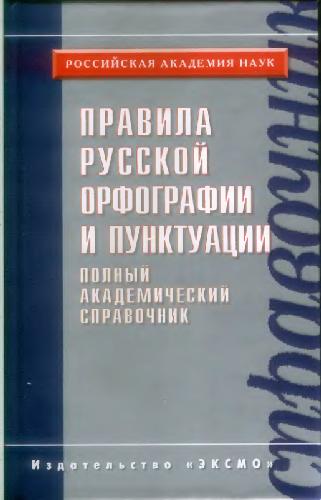 РОССИЙСКАЯ АКАДЕМИЯ НАУК
ПРАВИЛА
РУССКОЙ
ОРФОГРАФИИ
И ПУНКТУАЦИИ
ПОЛНЫЙ
АКАДЕМИЧЕСКИЙ
СПРАВОЧНИК
справочник
Издательство «ЭКСМО»